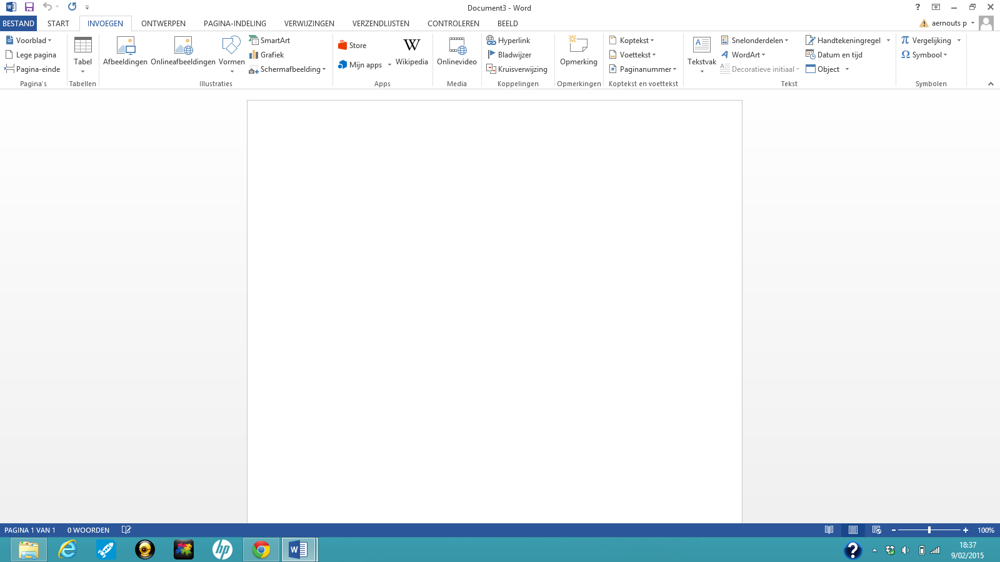 Document3 - Word
?
BESTAND START INVOEGEN ONTWERPEN PAGINA-INDELING VERWIJZINGEN VERZENDLIJSTEN CONTROLEREN BEELD aernouts p
Voorblad
Lege pagina
Pagina-einde
Pagina's
Tabel
Tabellen
Afbeeldingen
Onlineafbeeldingen
Vormen
SmartArt
Grafiek
Schermafbeelding
Illustraties
Store
Mijn apps
W
Wikipedia
Apps
Onlinevideo
Media
Hyperlink
Bladwijzer
Kruisverwijzing
Koppelingen
Opmerking
Opmerkingen
Koptekst
Voettekst
Paginanummer
Koptekst en voettekst
Tekstvak
Snelonderdelen
WordArt
Decoratieve initiaal
Handtekeningregel
Datum en tijd
Object
Tekst
π Vergelijking
Ω Symbool
Symbolen
PAGINA 1 VAN 1 0 WOORDEN 100%
hp
?
18:37
9/02/2015